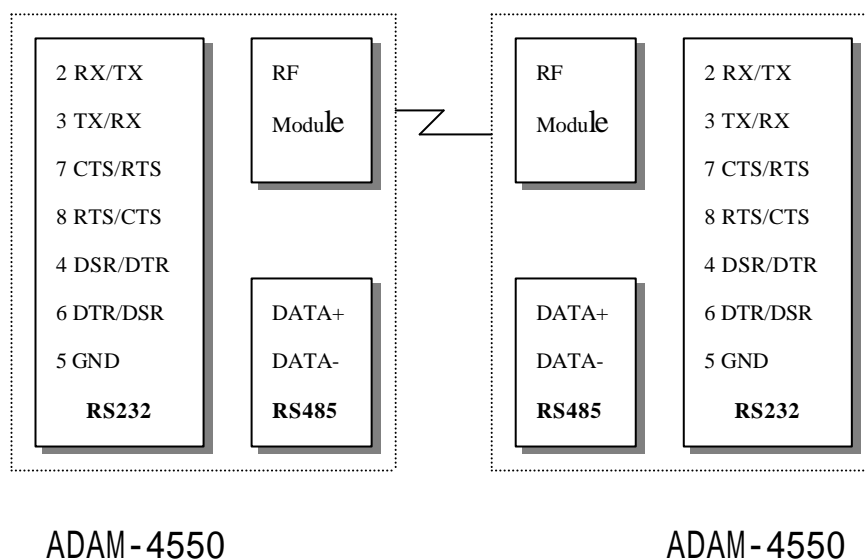 2 RX/TX
3 TX/RX
7 CTS/RTS
8 RTS/CTS
4 DSR/DTR
6 DTR/DSR
5 GND
RS232
RF
Module
DATA+
DATA-
RS485
RF
Module
DATA+
DATA-
RS485
2 RX/TX
3 TX/RX
7 CTS/RTS
8 RTS/CTS
4 DSR/DTR
6 DTR/DSR
5 GND
RS232
ADAM-4550
ADAM-4550